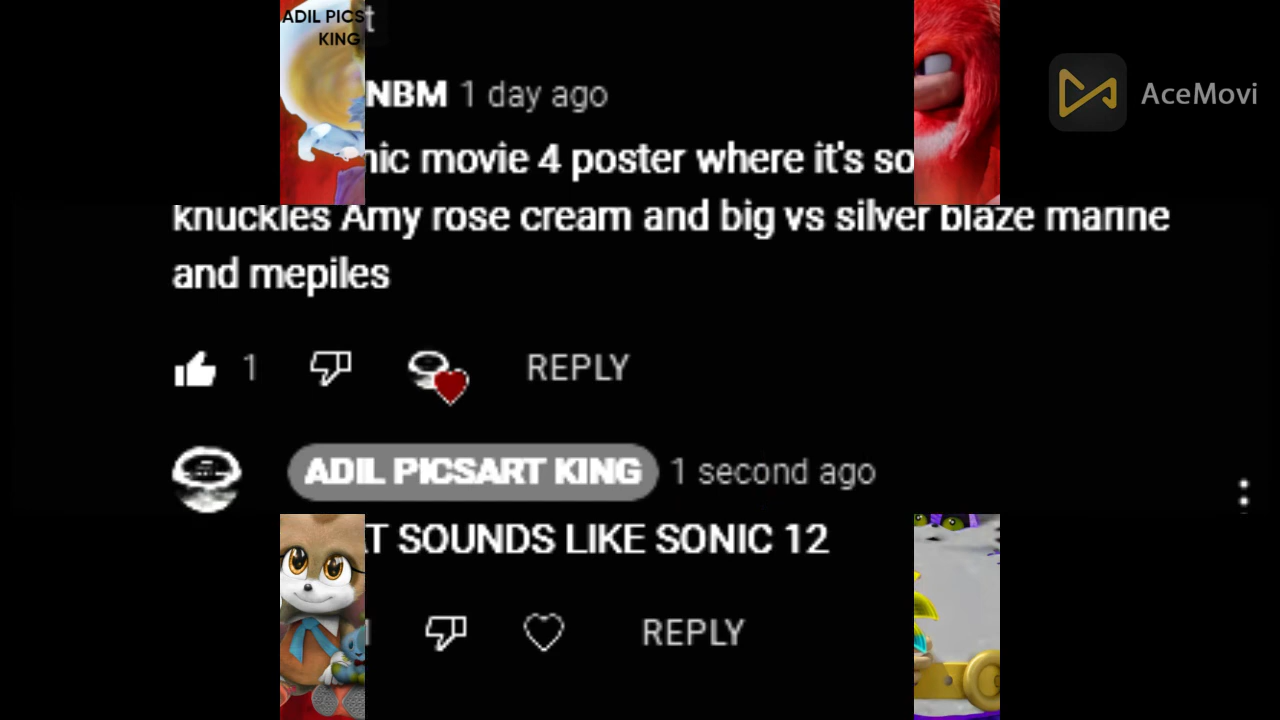 ADIL PICS
KING
t
NBM 1 day ago
nic movie 4 poster where it's so
knuckles Amy rose cream and big vs silver blaze marine
and mepiles
1
REPLY
ADIL PICSART KING 1 second ago
AT SOUNDS LIKE SONIC 12
REPLY
AceMovi